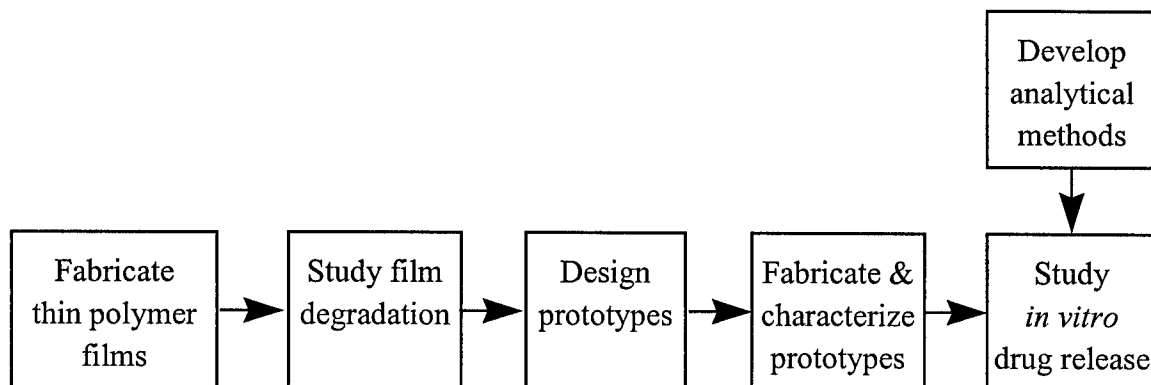 Develop
analytical
methods
Fabricate
thin polymer
films
Study film
degradation
Design
prototypes
Fabricate &
characterize
prototypes
Study
in vitro
drug release